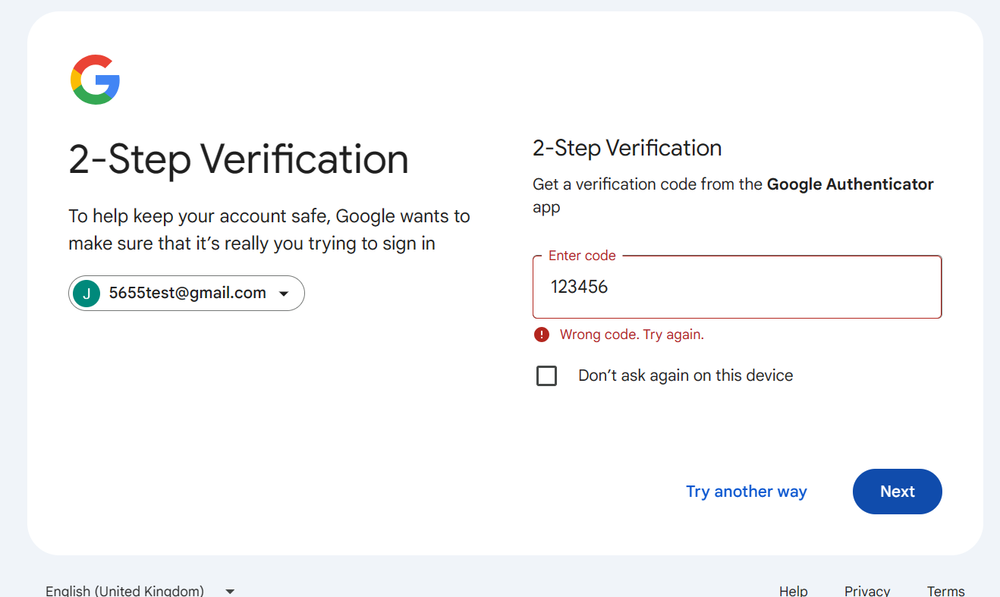 2-Step Verification
To help keep your account safe, Google wants to
make sure that it’s really you trying to sign in
J 5655test@gmail.com
2-Step Verification
Get a verification code from the Google Authenticator
app
Enter code
123456
! Wrong code. Try again.
Don’t ask again on this device
Try another way Next
English (United Kingdom) Help Privacy Terms